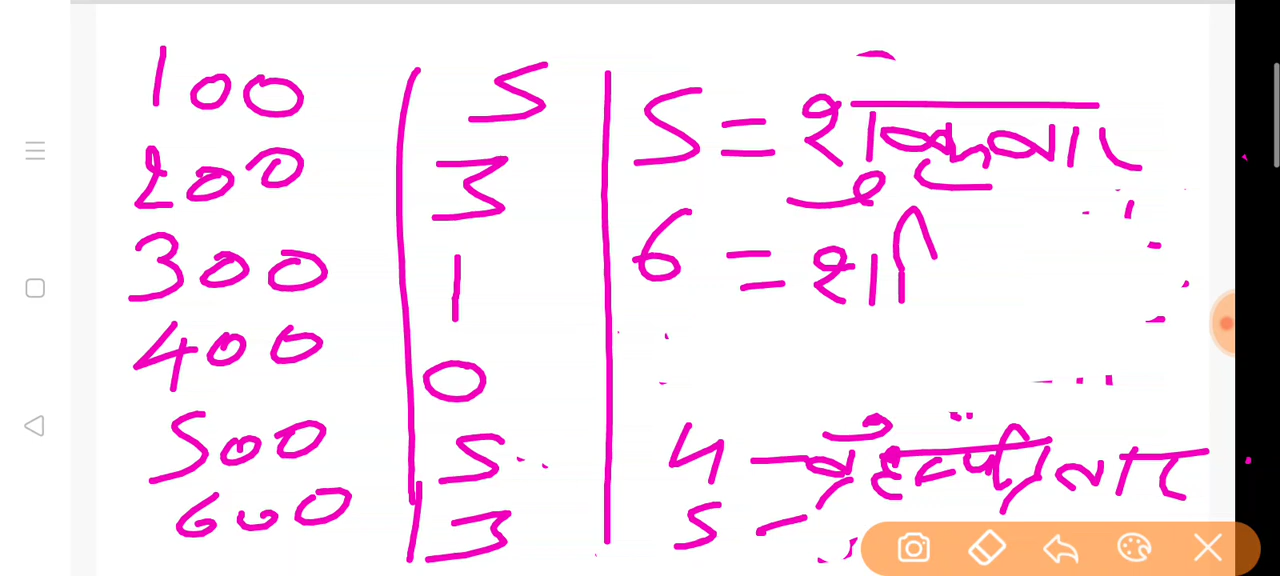 100 5 5 = शुक्रवार
200 3
300 1 6 = शनि
400 0
500 5 4 – बृहस्पतिवार
600 3 5 –